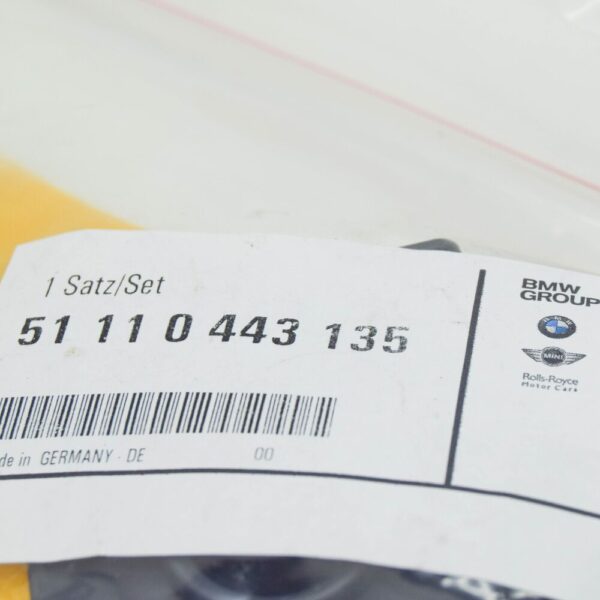 1 Satz/Set
51 11 0 443 135
de in GERMANY - DE 00
BMW
GROUP
MINI
Rolls-Royce
Motor Cars